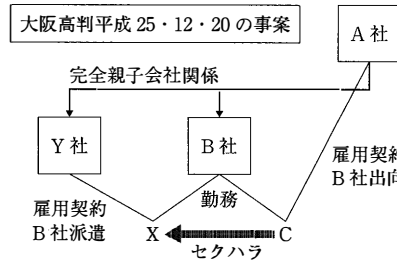 大阪高判平成25・12・20の事案
A社
完全親子会社関係
Y社
B社
雇用契約
B社出向
雇用契約
B社派遣
勤務
X
C
セクハラ